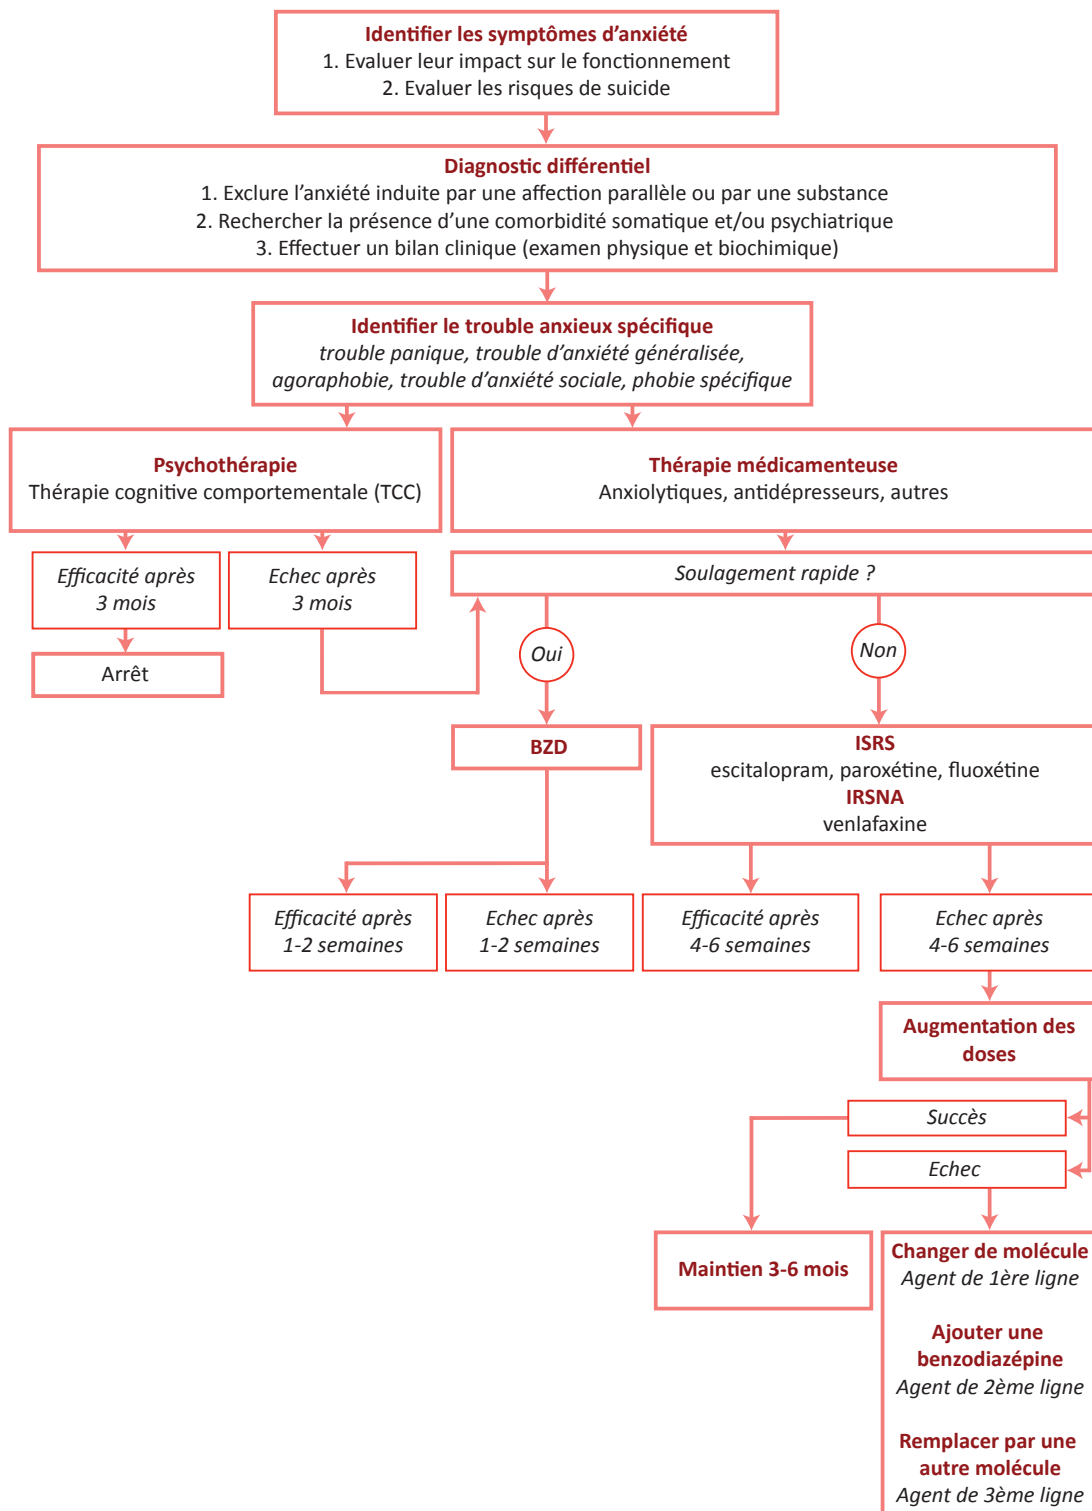 Identifier les symptômes d’anxiété
1. Evaluer leur impact sur le fonctionnement
2. Evaluer les risques de suicide
Diagnostic différentiel
1. Exclure l’anxiété induite par une affection parallèle ou par une substance
2. Rechercher la présence d’une comorbidité somatique et/ou psychiatrique
3. Effectuer un bilan clinique (examen physique et biochimique)
Identifier le trouble anxieux spécifique
trouble panique, trouble d’anxiété généralisée,
agoraphobie, trouble d’anxiété sociale, phobie spécifique
Psychothérapie
Thérapie cognitive comportementale (TCC)
Thérapie médicamenteuse
Anxiolytiques, antidépresseurs, autres
Efficacité après
3 mois
Echec après
3 mois
Soulagement rapide ?
Arrêt
Oui
Non
BZD
ISRS
escitalopram, paroxétine, fluoxétine
IRSNA
venlafaxine
Efficacité après
1-2 semaines
Echec après
1-2 semaines
Efficacité après
4-6 semaines
Echec après
4-6 semaines
Augmentation des
doses
Succès
Echec
Maintien 3-6 mois
Changer de molécule
Agent de 1ère ligne
Ajouter une
benzodiazépine
Agent de 2ème ligne
Remplacer par une
autre molécule
Agent de 3ème ligne